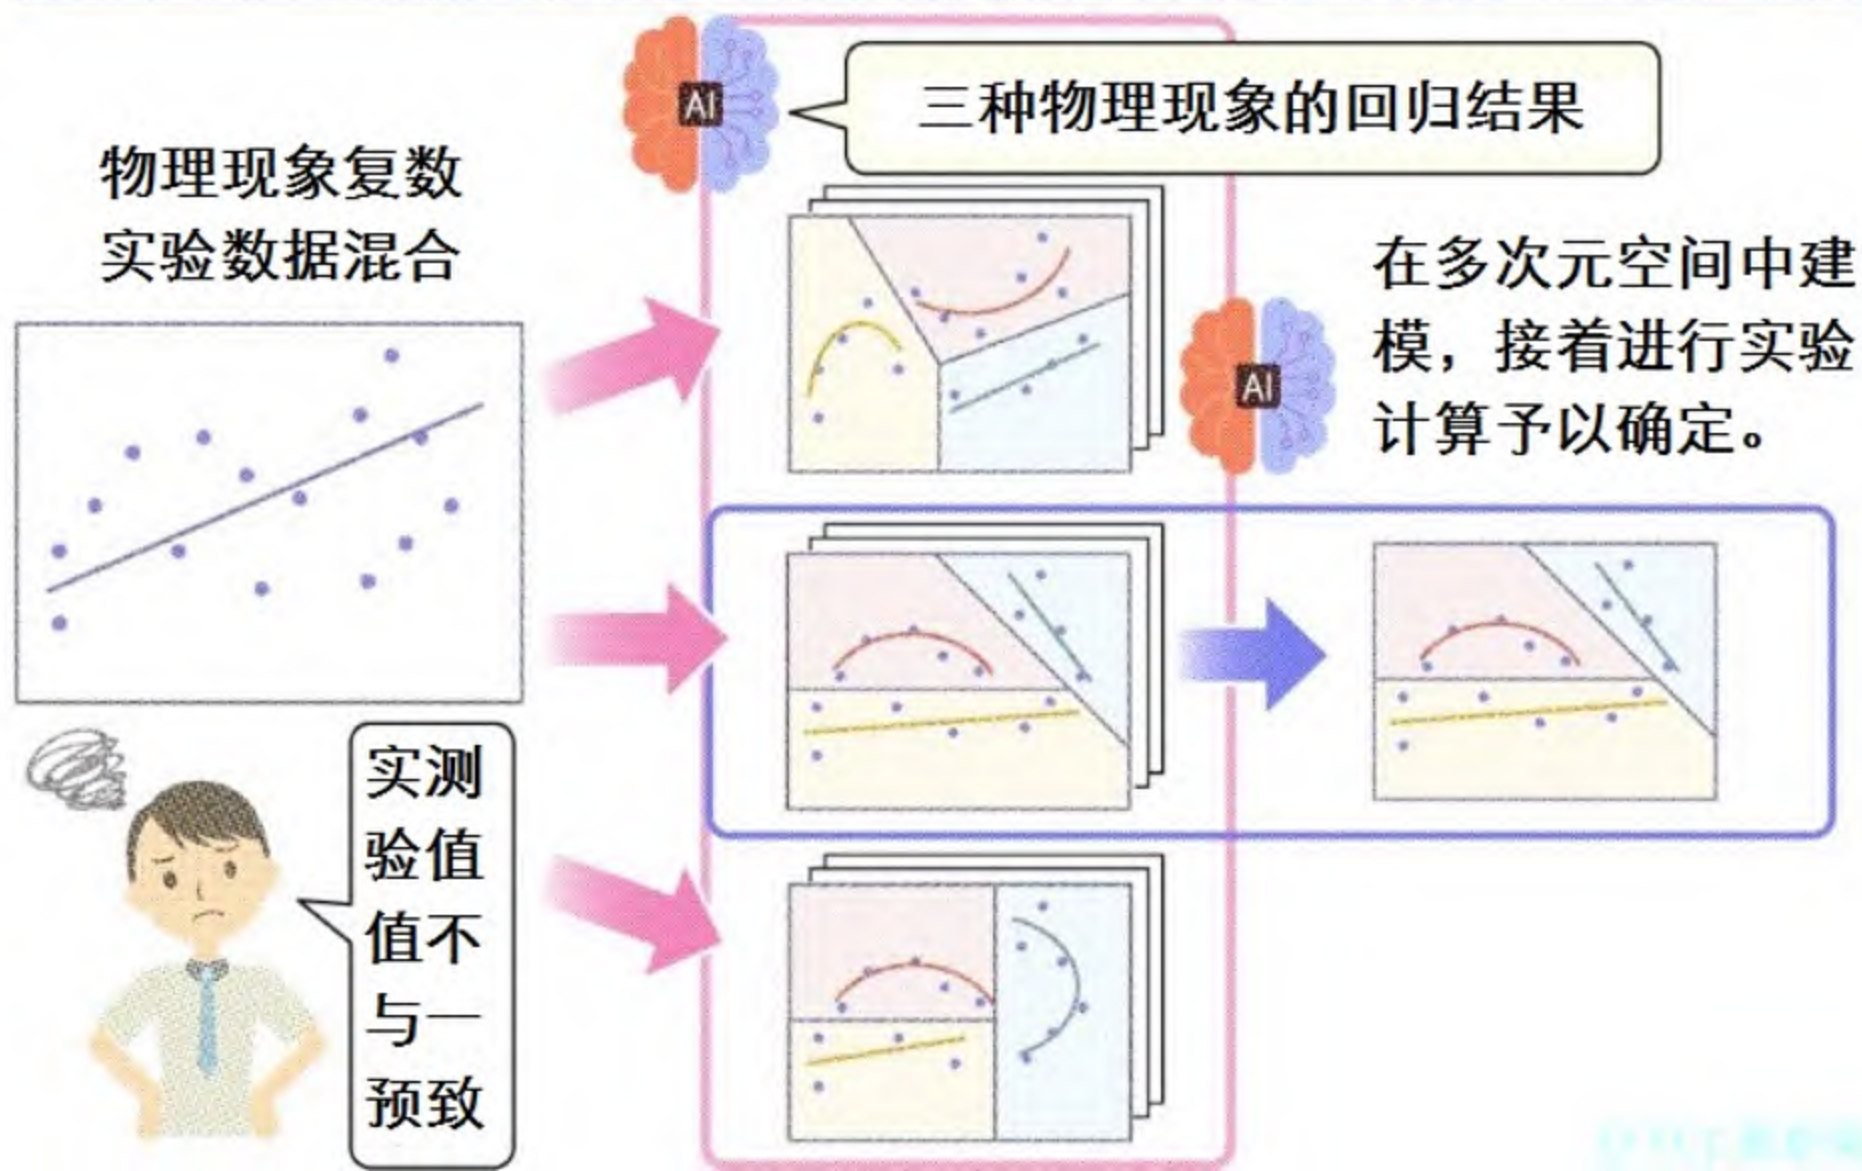 AI
三种物理现象的回归结果
物理现象复数
实验数据混合
在多次元空间中建
模，接着进行实验
计算予以确定。
AI
实测
验值
值不
与一
预致